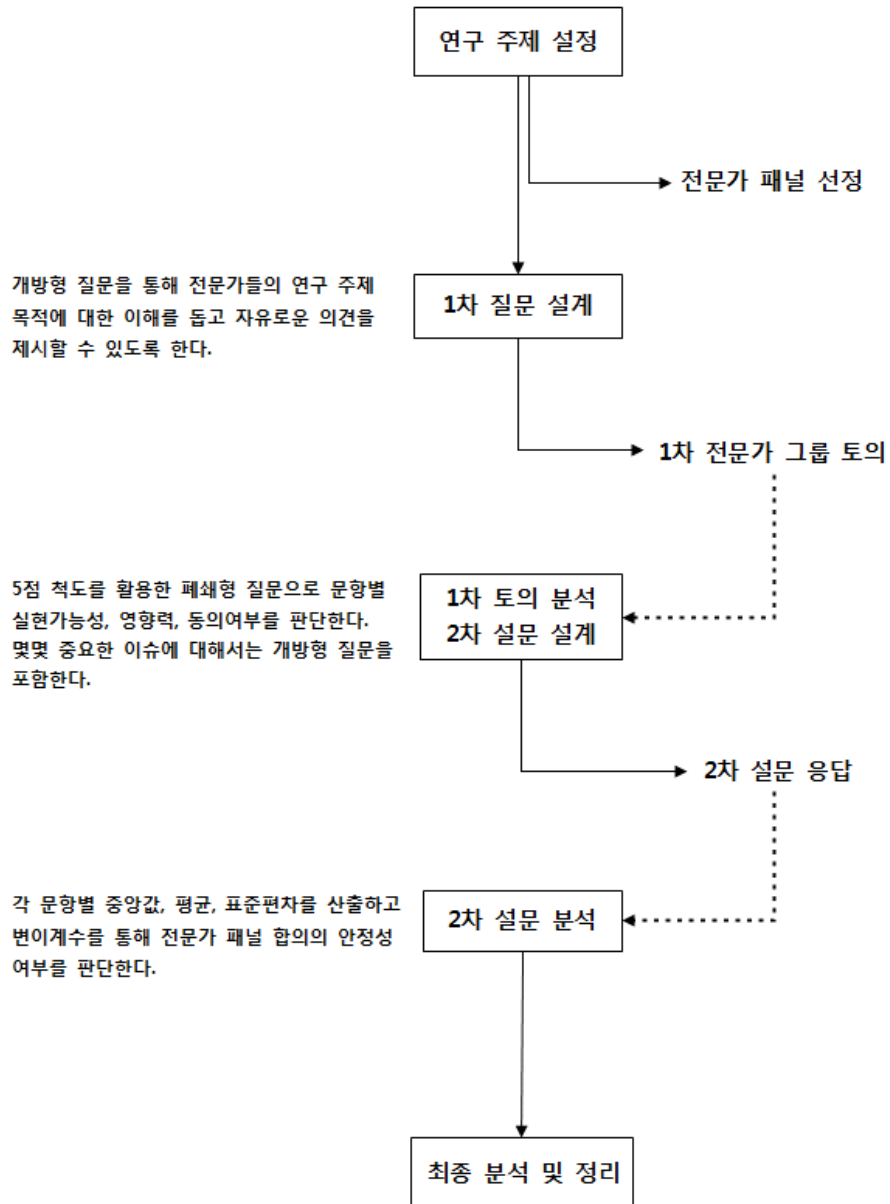 연구 주제 설정
전문가 패널 선정
개방형 질문을 통해 전문가들의 연구 주제
목적에 대한 이해를 돕고 자유로운 의견을
제시할 수 있도록 한다.
1차 질문 설계
1차 전문가 그룹 토의
5점 척도를 활용한 폐쇄형 질문으로 문항별
실현가능성, 영향력, 동의여부를 판단한다.
몇몇 중요한 이슈에 대해서는 개방형 질문을
포함한다.
1차 토의 분석
2차 설문 설계
2차 설문 응답
각 문항별 중앙값, 평균, 표준편차를 산출하고
변이계수를 통해 전문가 패널 합의의 안정성
여부를 판단한다.
2차 설문 분석
최종 분석 및 정리